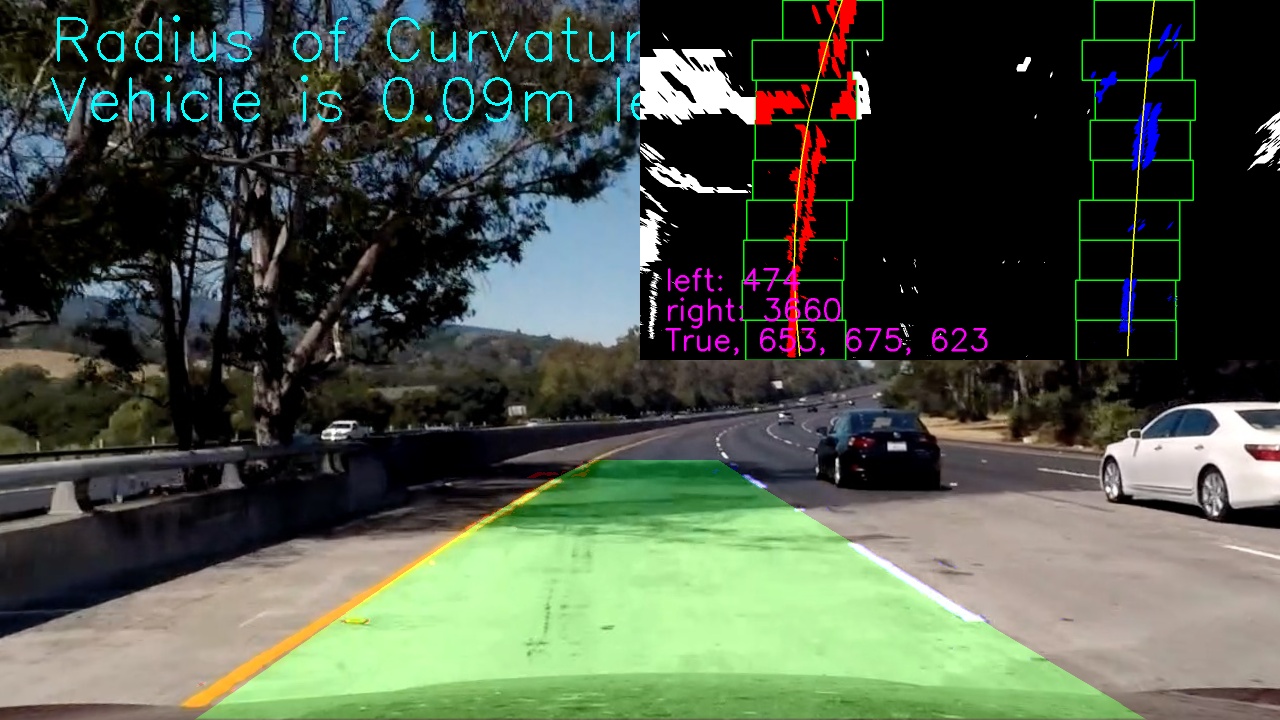 Radius of Curvatur
Vehicle is 0.09m le
left: 474
right: 3660
True, 653, 675, 623